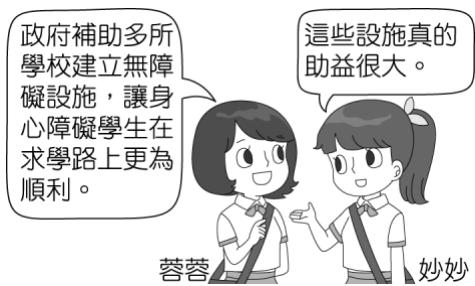 政府補助多所
學校建立無障
礙設施，讓身
心障礙學生在
求學路上更為
順利。
這些設施真的
助益很大。
蓉蓉
妙妙